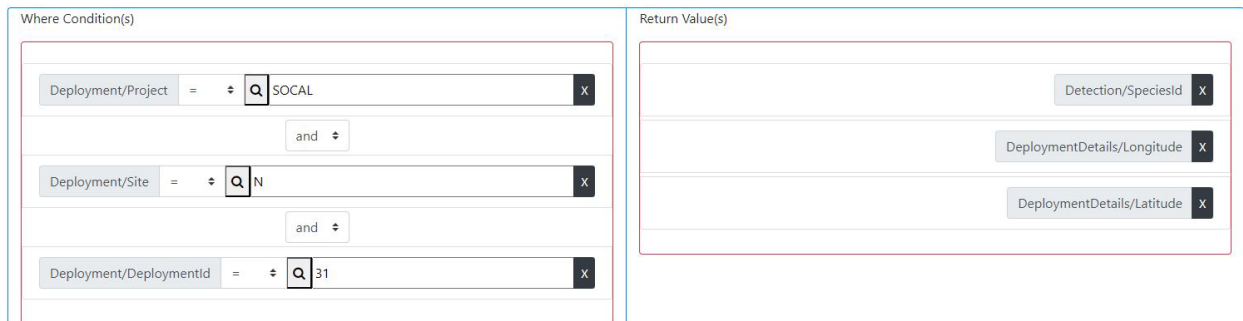 Where Condition(s)
Deployment/Project = SOCAL X
and
Deployment/Site = N X
and
Deployment/DeploymentId = 31 X
Return Value(s)
Detection/SpeciesId X
DeploymentDetails/Longitude X
DeploymentDetails/Latitude X